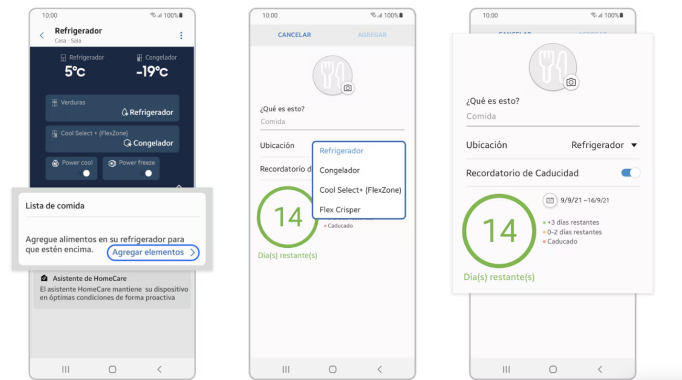 10:00
100%
Refrigerador
Casa - Sala
Refrigerador
Congelador
5°C
-19°C
Verduras
Refrigerador
Cool Select + (FlexZone)
Congelador
Power cool
Power freeze
Lista de comida
Agregue alimentos en su refrigerador para
que estén encima.
Agregar elementos >
Asistente de HomeCare
El asistente HomeCare mantiene su dispositivo
en óptimas condiciones de forma proactiva
10:00
100%
CANCELAR
AGREGAR
¿Qué es esto?
Comida
Ubicación
Refrigerador
Congelador
Cool Select+ (FlexZone)
Flex Crisper
Recordatorio d
14
Caducado
Día(s) restante(s)
10:00
100%
¿Qué es esto?
Comida
Ubicación
Refrigerador
Recordatorio de Caducidad
9/9/21 ~16/9/21
14
+3 días restantes
0-2 días restantes
Caducado
Día(s) restante(s)